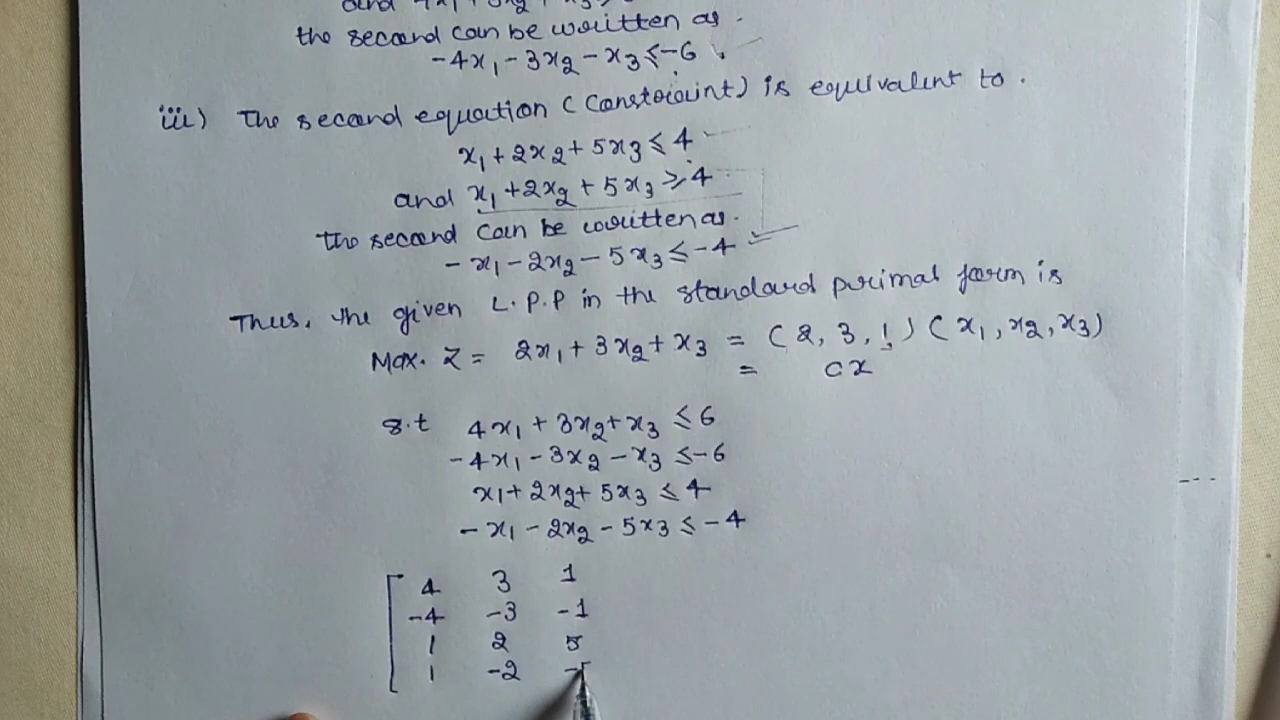 the second can be written as.
-4x₁ - 3x₂ - x₃ ≤ -6
iii) The second equation (Constraint) is equivalent to.
x₁ + 2x₂ + 5x₃ ≤ 4
and x₁ + 2x₂ + 5x₃ ≥ 4
the second can be written as.
- x₁ - 2x₂ - 5x₃ ≤ -4
Thus, the given L.P.P in the standard primal form is
Max. Z = 2x₁ + 3x₂ + x₃ = (2, 3, 1) (x₁, x₂, x₃)
= cx
s.t 4x₁ + 3x₂ + x₃ ≤ 6
-4x₁ - 3x₂ - x₃ ≤ -6
x₁ + 2x₂ + 5x₃ ≤ 4
- x₁ - 2x₂ - 5x₃ ≤ -4
4 3 1
-4 -3 -1
1 2 5
1 -2